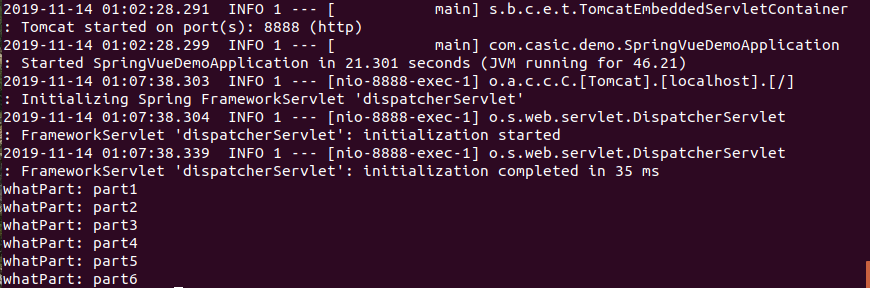 2019-11-14 01:02:28.291  INFO 1 --- [           main] s.b.c.e.t.TomcatEmbeddedServletContainer
: Tomcat started on port(s): 8888 (http)
2019-11-14 01:02:28.299  INFO 1 --- [           main] com.casic.demo.SpringVueDemoApplication
: Started SpringVueDemoApplication in 21.301 seconds (JVM running for 46.21)
2019-11-14 01:07:38.303  INFO 1 --- [nio-8888-exec-1] o.a.c.c.C.[Tomcat].[localhost].[/]
: Initializing Spring FrameworkServlet 'dispatcherServlet'
2019-11-14 01:07:38.304  INFO 1 --- [nio-8888-exec-1] o.s.web.servlet.DispatcherServlet
: FrameworkServlet 'dispatcherServlet': initialization started
2019-11-14 01:07:38.339  INFO 1 --- [nio-8888-exec-1] o.s.web.servlet.DispatcherServlet
: FrameworkServlet 'dispatcherServlet': initialization completed in 35 ms
whatPart: part1
whatPart: part2
whatPart: part3
whatPart: part4
whatPart: part5
whatPart: part6